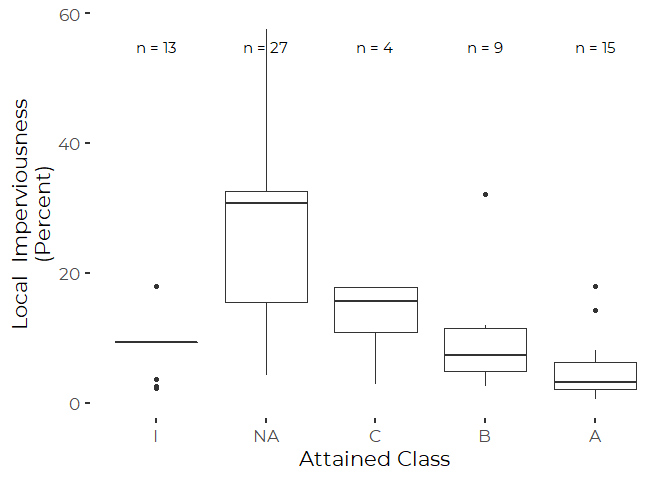 60
n = 13 n = 27 n = 4 n = 9 n = 15
40
20
0
Local Imperviousness
(Percent)
I NA C B A
Attained Class